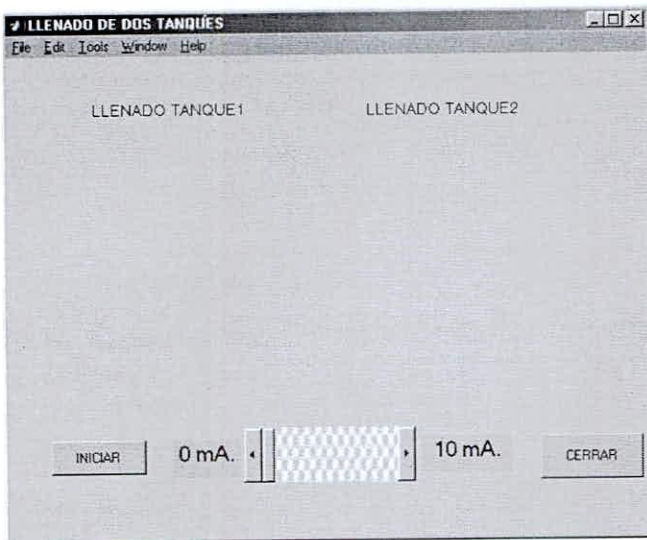 LLENADO DE DOS TANQUES
File Edit Tools Window Help
LLENADO TANQUE1 LLENADO TANQUE2
INICIAR 0 mA. 10 mA. CERRAR